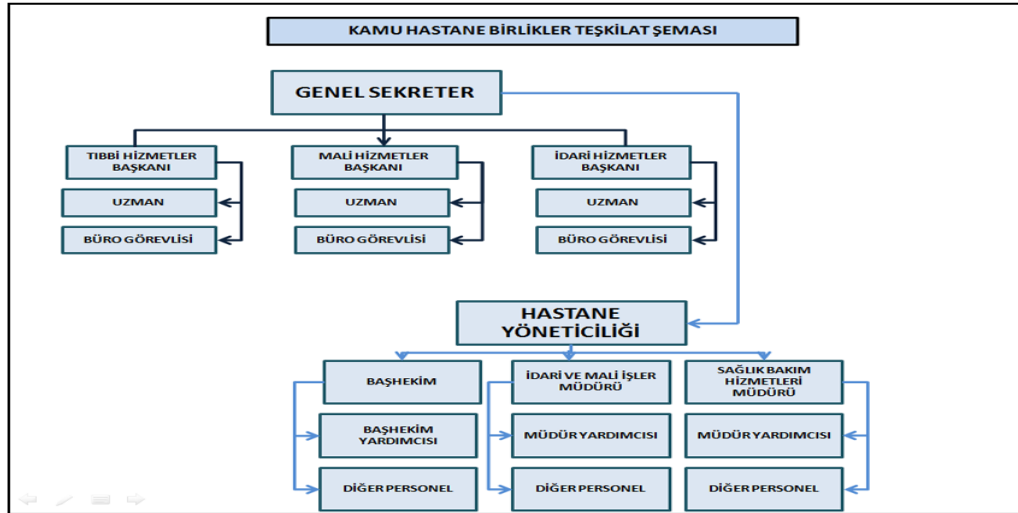 KAMU HASTANE BİRLİKLER TEŞKİLAT ŞEMASI
GENEL SEKRETER
TIBBİ HİZMETLER
BAŞKANI
MALİ HİZMETLER
BAŞKANI
İDARİ HİZMETLER
BAŞKANI
UZMAN
UZMAN
UZMAN
BÜRO GÖREVLİSİ
BÜRO GÖREVLİSİ
BÜRO GÖREVLİSİ
HASTANE
YÖNETİCİLİĞİ
BAŞHEKİM
İDARİ VE MALİ İŞLER
MÜDÜRÜ
SAĞLIK BAKIM
HİZMETLERİ
MÜDÜRÜ
BAŞHEKİM
YARDIMCISI
MÜDÜR YARDIMCISI
MÜDÜR YARDIMCISI
DİĞER PERSONEL
DİĞER PERSONEL
DİĞER PERSONEL